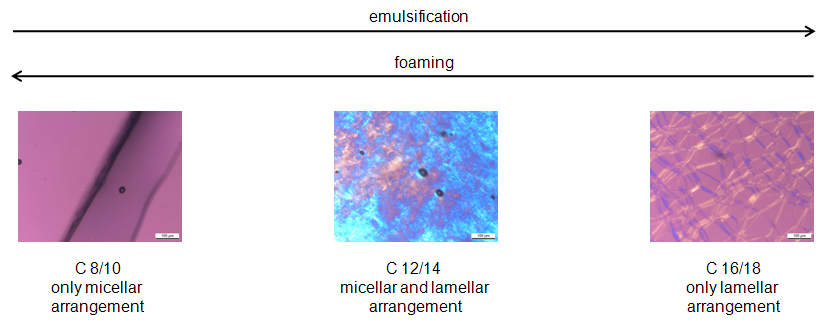 emulsification
foaming
C 8/10
only micellar
arrangement
C 12/14
micellar and lamellar
arrangement
C 16/18
only lamellar
arrangement